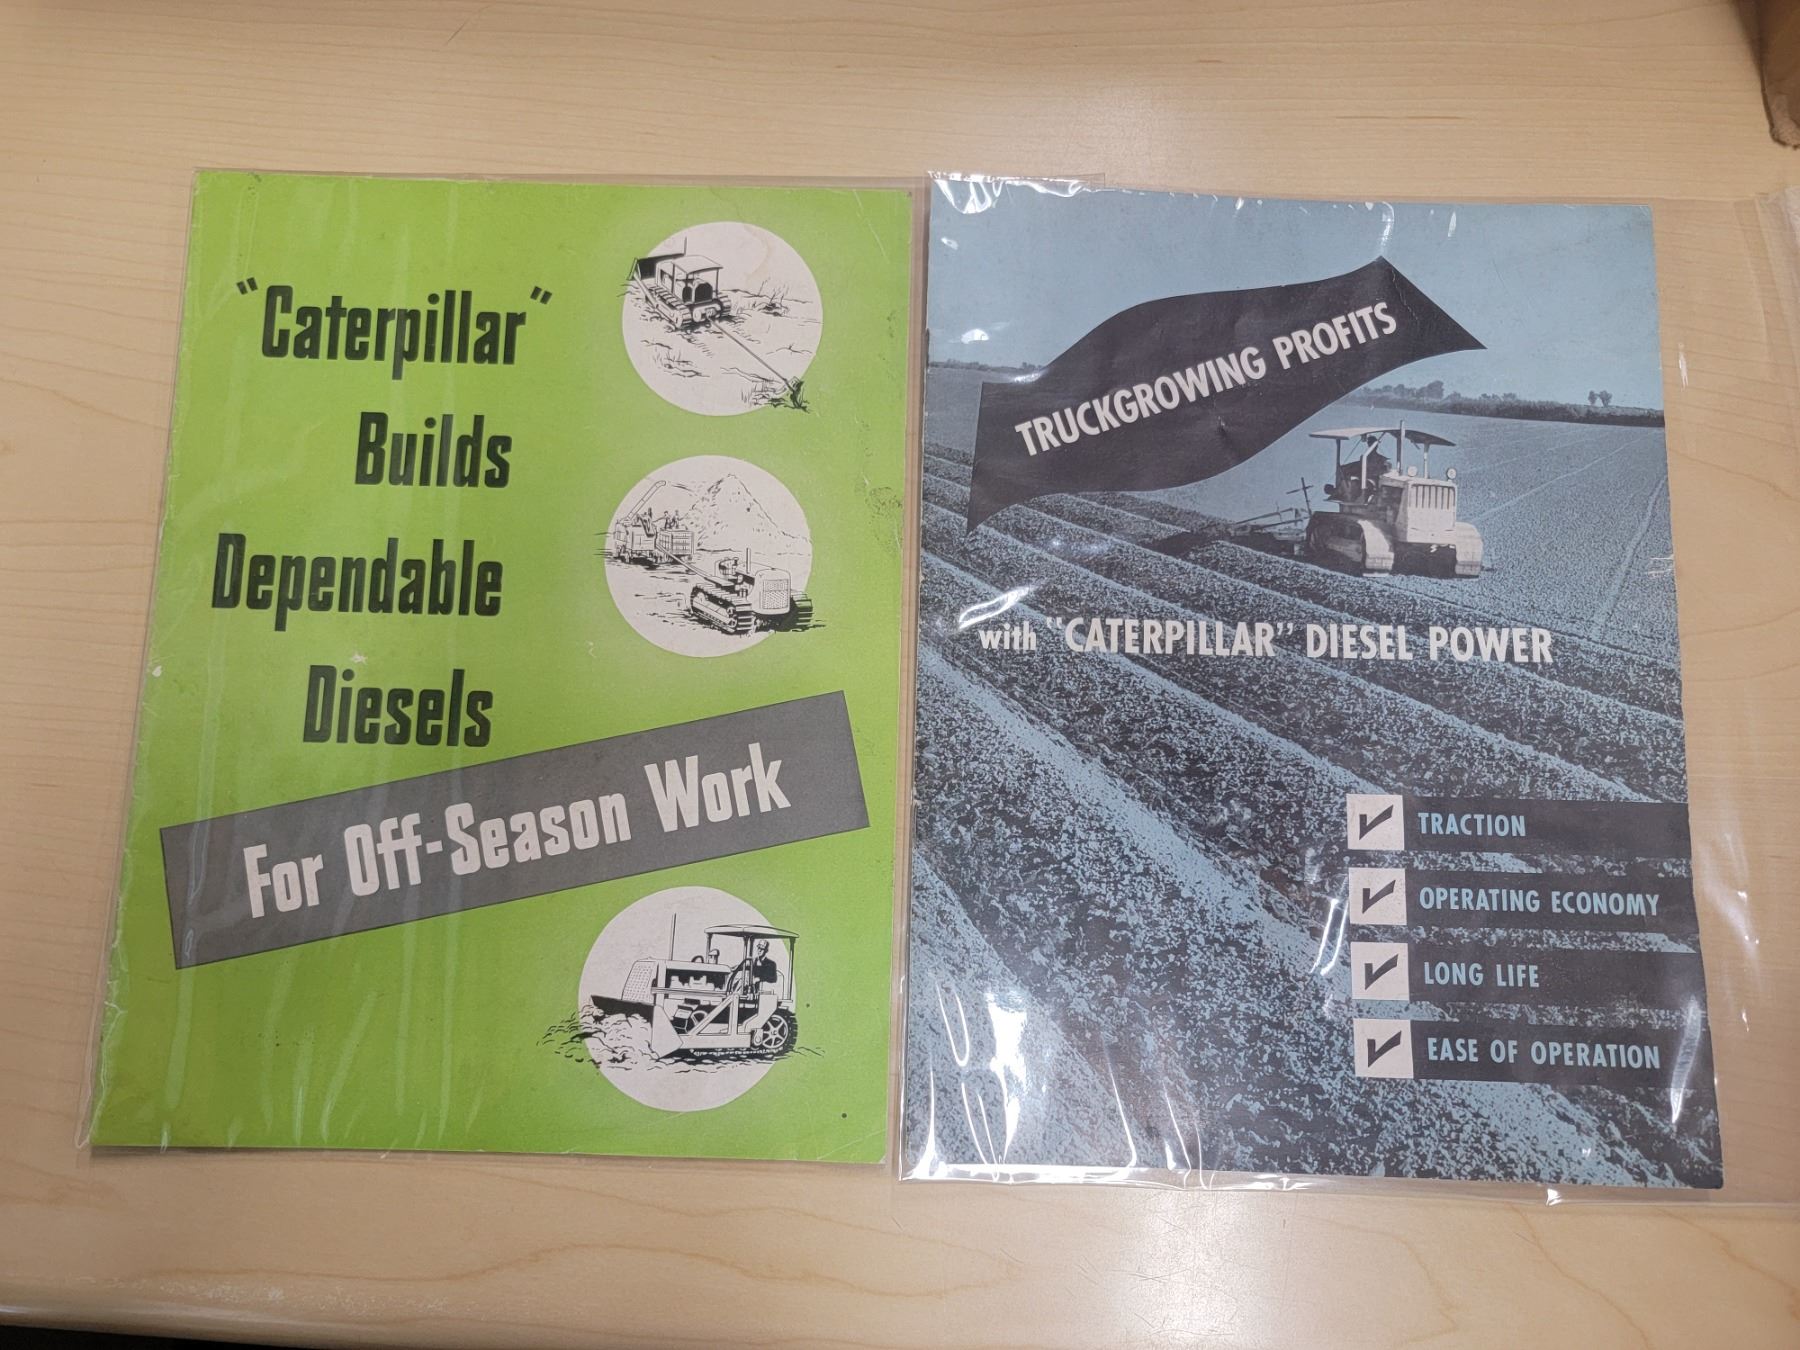 "Caterpillar"
Builds
Dependable
Diesels
For Off-Season Work
TRUCKGROWING PROFITS
with "CATERPILLAR" DIESEL POWER
TRACTION
OPERATING ECONOMY
LONG LIFE
EASE OF OPERATION